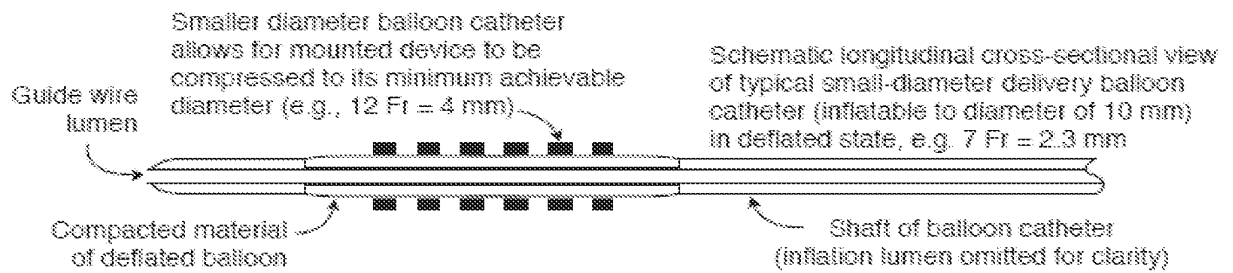 Smaller diameter balloon catheter
allows for mounted device to be
compressed to its minimum achievable
diameter (e.g., 12 Fr = 4 mm)
Schematic longitudinal cross-sectional view
of typical small-diameter delivery balloon
catheter (inflatable to diameter of 10 mm)
in deflated state, e.g. 7 Fr = 2.3 mm
Guide wire
lumen
Compacted material
of deflated balloon
Shaft of balloon catheter
(inflation lumen omitted for clarity)